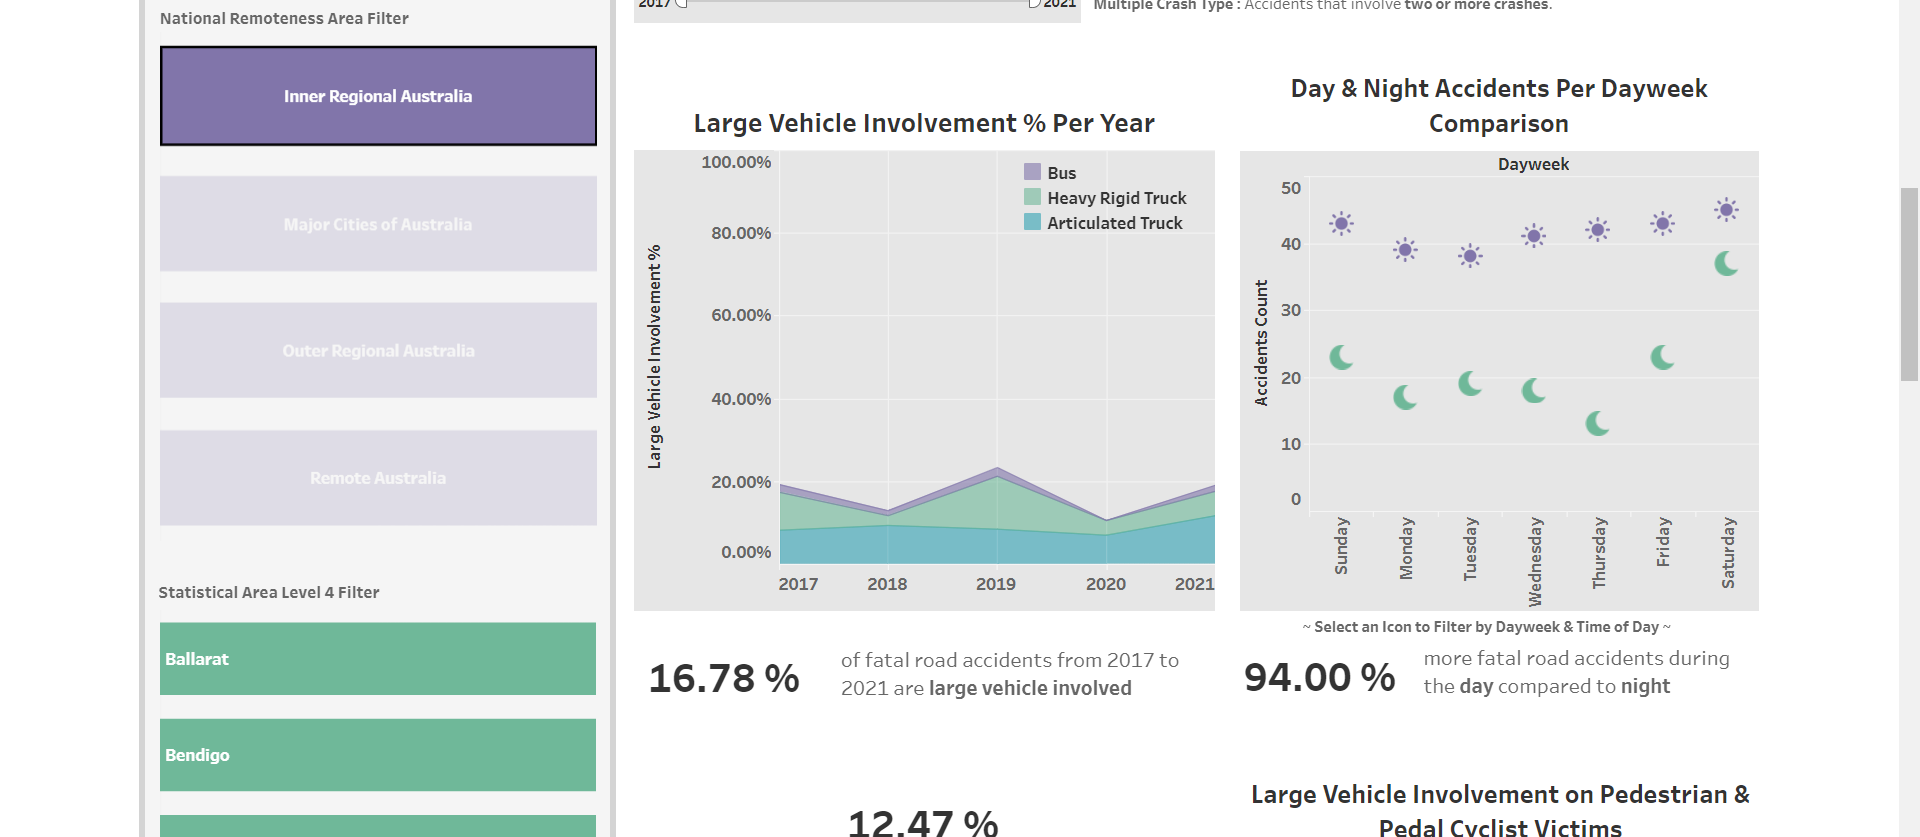 National Remoteness Area Filter
Inner Regional Australia
Major Cities of Australia
Outer Regional Australia
Remote Australia
Statistical Area Level 4 Filter
Ballarat
Bendigo
2017
2021
Multiple Crash Type : Accidents that involve two or more crashes.
Large Vehicle Involvement % Per Year
100.00%
80.00%
60.00%
40.00%
20.00%
0.00%
Large Vehicle Involvement %
Bus
Heavy Rigid Truck
Articulated Truck
2017
2018
2019
2020
2021
16.78 %
of fatal road accidents from 2017 to
2021 are large vehicle involved
12.47 %
Day & Night Accidents Per Dayweek
Comparison
Dayweek
50
40
30
20
10
0
Accidents Count
Sunday
Monday
Tuesday
Wednesday
Thursday
Friday
Saturday
~ Select an Icon to Filter by Dayweek & Time of Day ~
94.00 %
more fatal road accidents during
the day compared to night
Large Vehicle Involvement on Pedestrian &
Pedal Cyclist Victims